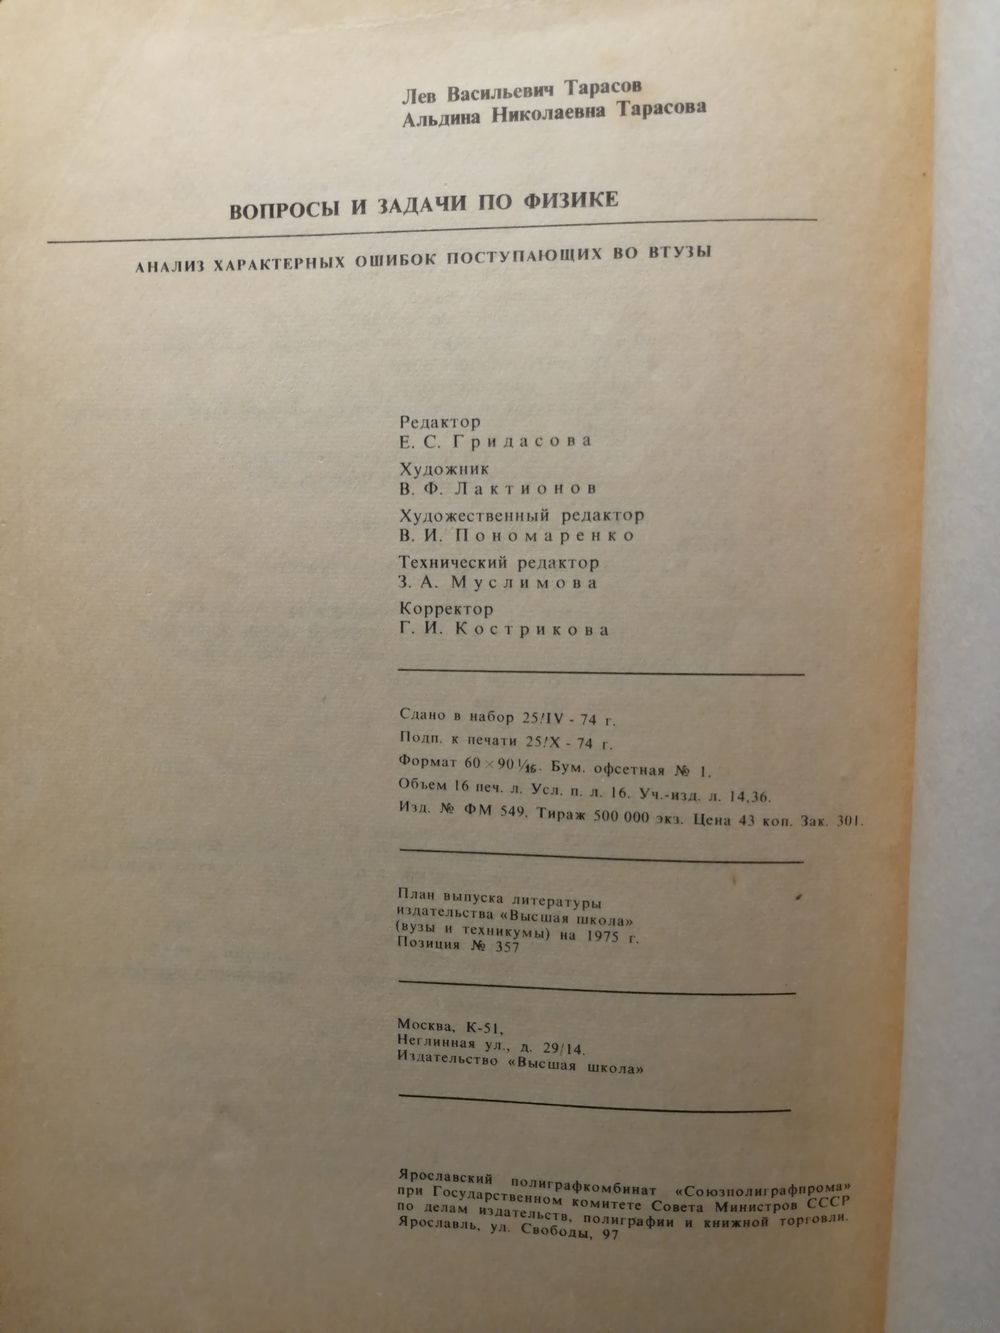 Лев Васильевич Тарасов
Альдина Николаевна Тарасова
ВОПРОСЫ И ЗАДАЧИ ПО ФИЗИКЕ
АНАЛИЗ ХАРАКТЕРНЫХ ОШИБОК ПОСТУПАЮЩИХ ВО ВТУЗЫ
Редактор
Е. С. Гридасова
Художник
В. Ф. Лактионов
Художественный редактор
В. И. Пономаренко
Технический редактор
З. А. Муслимова
Корректор
Г. И. Кострикова
Сдано в набор 25/IV - 74 г.
Подп. к печати 25/X - 74 г.
Формат 60×90 1/16. Бум. офсетная № 1.
Объем 16 печ. л. Усл. п. л. 16. Уч.-изд. л. 14,36.
Изд. № ФМ 549. Тираж 500 000 экз. Цена 43 коп. Зак. 301.
План выпуска литературы
издательства «Высшая школа»
(вузы и техникумы) на 1975 г.
Позиция № 357
Москва, К-51,
Неглинная ул., д. 29/14.
Издательство «Высшая школа»
Ярославский полиграфкомбинат «Союзполиграфпрома»
при Государственном комитете Совета Министров СССР
по делам издательств, полиграфии и книжной торговли.
Ярославль, ул. Свободы, 97